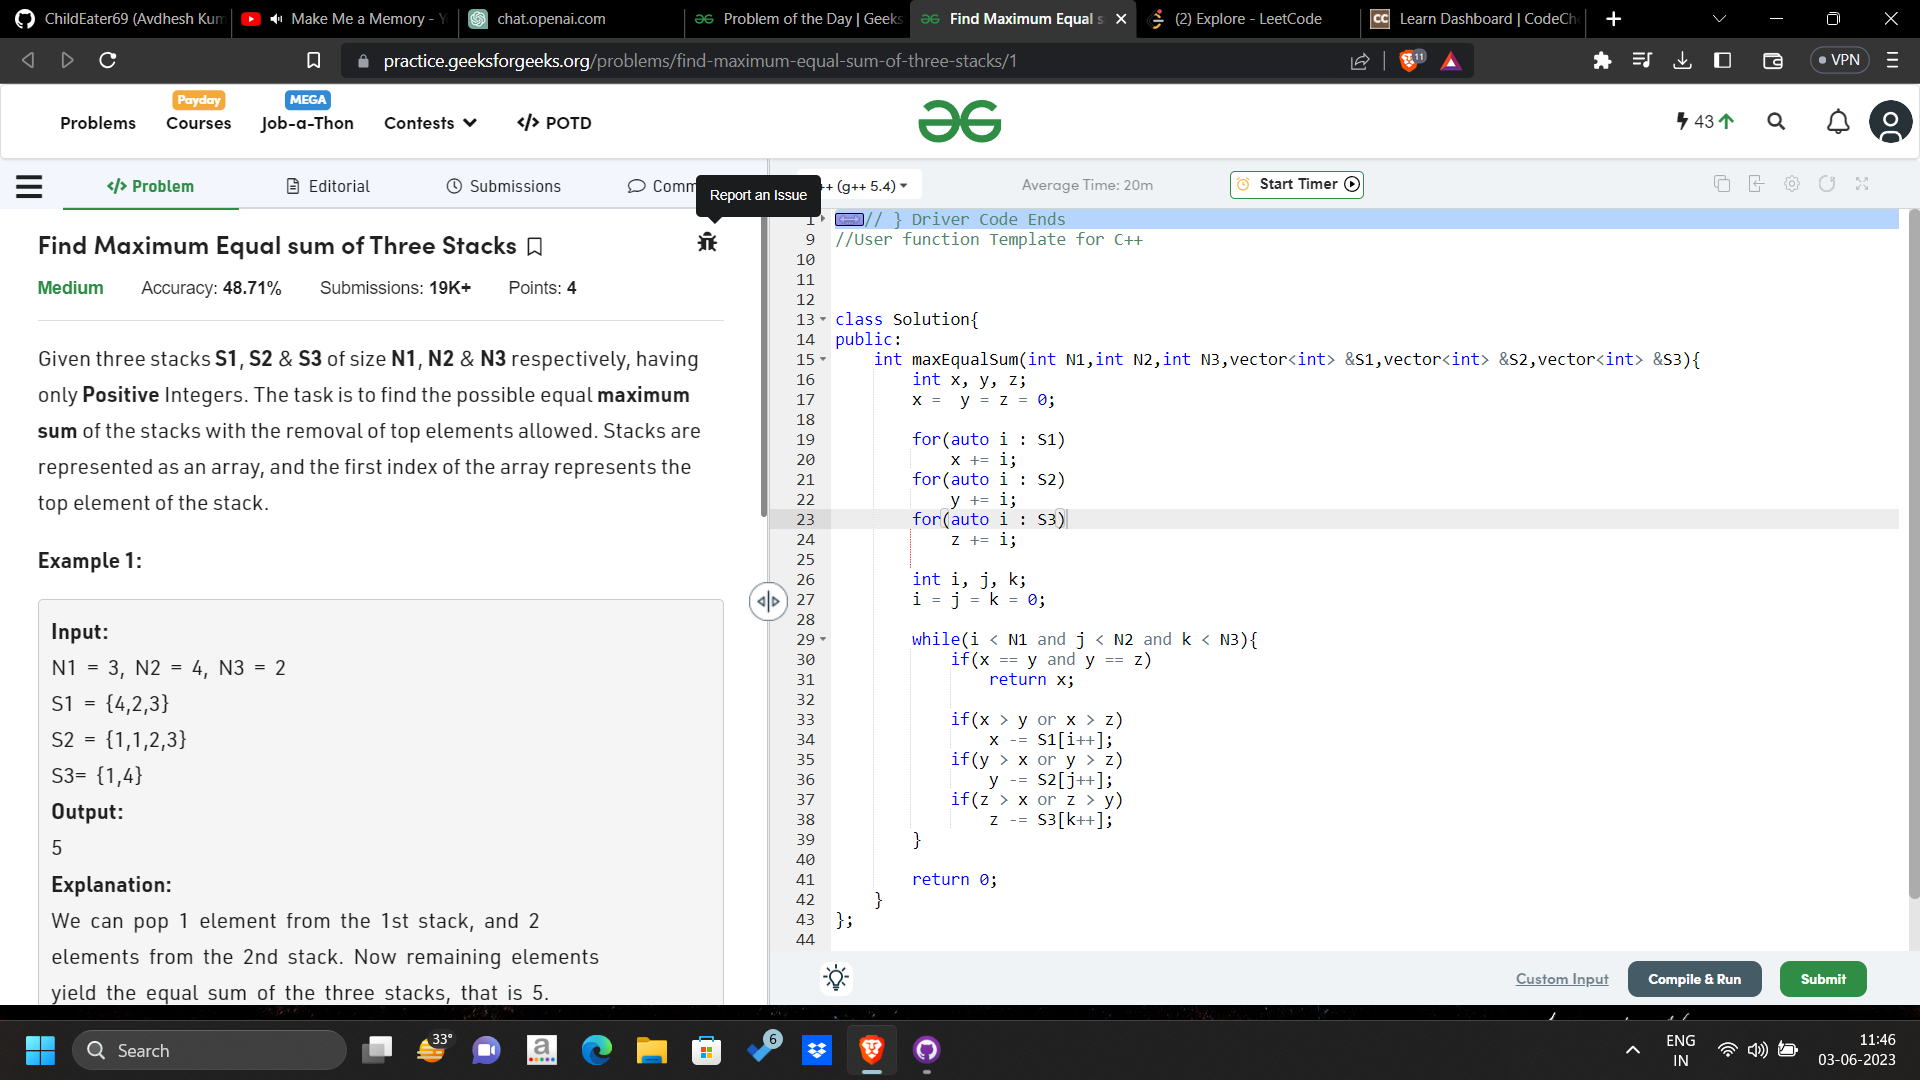 ChildEater69 (Avdhesh Kum
Make Me a Memory - Y
chat.openai.com
Problem of the Day | Geeks
Find Maximum Equal s
(2) Explore - LeetCode
CC Learn Dashboard | CodeChe
practice.geeksforgeeks.org/problems/find-maximum-equal-sum-of-three-stacks/1
11
VPN
Problems
Payday
Courses
MEGA
Job-a-Thon
Contests
</> POTD
43
</> Problem
Editorial
Submissions
Comm
Report an Issue
++ (g++ 5.4)
Average Time: 20m
Start Timer
Find Maximum Equal sum of Three Stacks
Medium Accuracy: 48.71% Submissions: 19K+ Points: 4
Given three stacks S1, S2 & S3 of size N1, N2 & N3 respectively, having
only Positive Integers. The task is to find the possible equal maximum
sum of the stacks with the removal of top elements allowed. Stacks are
represented as an array, and the first index of the array represents the
top element of the stack.
Example 1:
Input:
N1 = 3, N2 = 4, N3 = 2
S1 = {4,2,3}
S2 = {1,1,2,3}
S3= {1,4}
Output:
5
Explanation:
We can pop 1 element from the 1st stack, and 2
elements from the 2nd stack. Now remaining elements
yield the equal sum of the three stacks, that is 5.
1 // } Driver Code Ends
9 //User function Template for C++
10
11
12
13 class Solution{
14 public:
15 int maxEqualSum(int N1,int N2,int N3,vector<int> &S1,vector<int> &S2,vector<int> &S3){
16 int x, y, z;
17 x =  y = z = 0;
18
19 for(auto i : S1)
20 x += i;
21 for(auto i : S2)
22 y += i;
23 for(auto i : S3)
24 z += i;
25
26 int i, j, k;
27 i = j = k = 0;
28
29 while(i < N1 and j < N2 and k < N3){
30 if(x == y and y == z)
31 return x;
32
33 if(x > y or x > z)
34 x -= S1[i++];
35 if(y > x or y > z)
36 y -= S2[j++];
37 if(z > x or z > y)
38 z -= S3[k++];
39 }
40
41 return 0;
42 }
43 };
44
Custom Input
Compile & Run
Submit
Search
33°
a
6
ENG
IN
11:46
03-06-2023